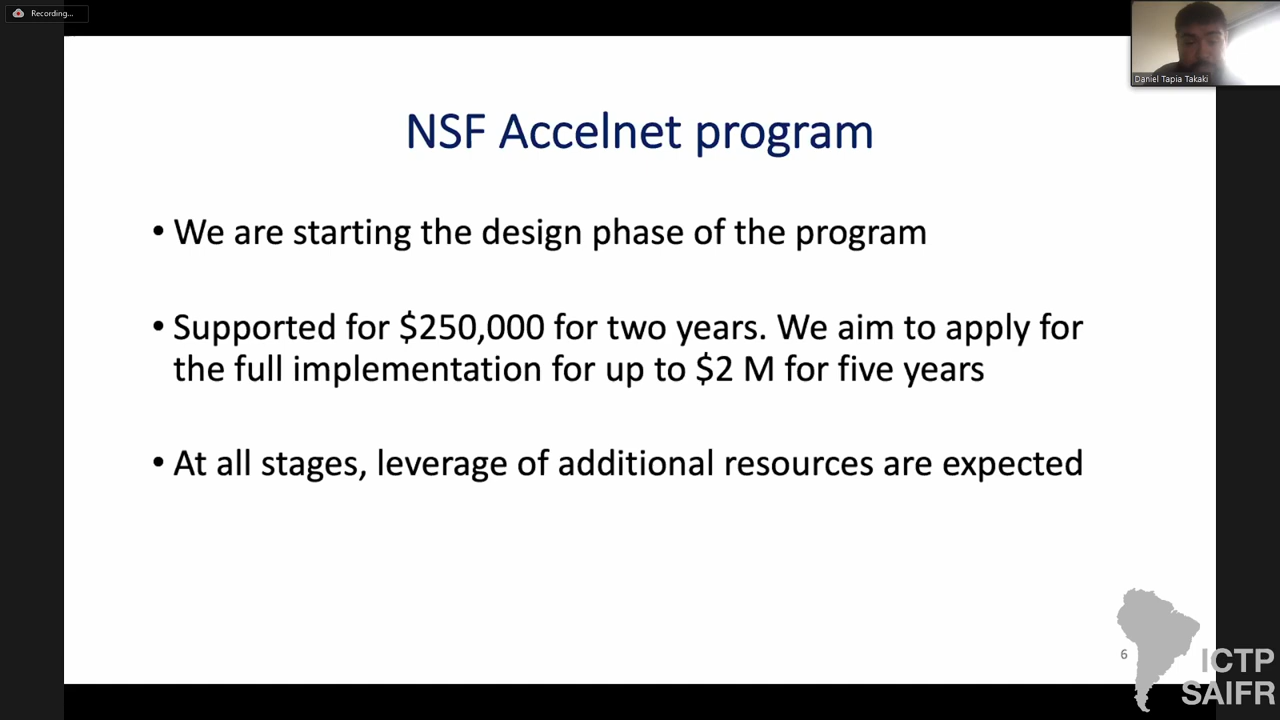 Recording...
Daniel Tapia Takaki
NSF Accelnet program
• We are starting the design phase of the program
• Supported for $250,000 for two years. We aim to apply for
the full implementation for up to $2 M for five years
• At all stages, leverage of additional resources are expected
6
ICTP
SAIFR